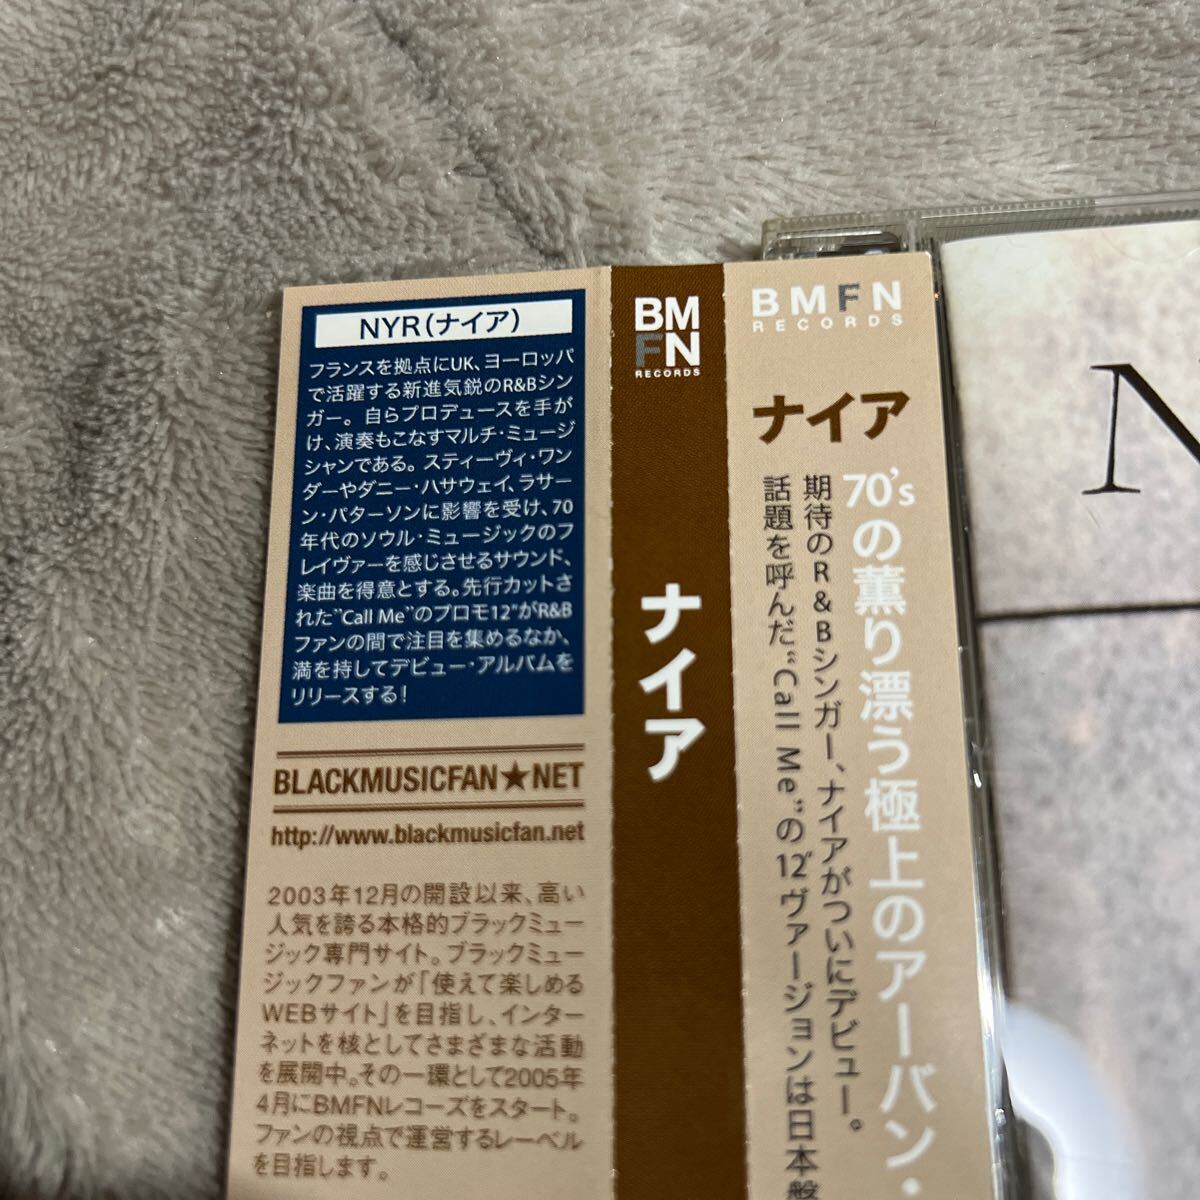 NYR(ナイア)
フランスを拠点にUK、ヨーロッパ
で活躍する新進気鋭のR&Bシン
ガー。自らプロデュースを手が
け、演奏もこなすマルチ・ミュージ
シャンである。スティーヴィ・ワン
ダーやダニー・ハサウェイ、ラサー
ン・パターソンに影響を受け、70
年代のソウル・ミュージックのフ
レイヴァーを感じさせるサウンド、
楽曲を得意とする。先行カットさ
れた"Call Me"のプロモ12"がR&B
ファンの間で注目を集めるなか、
満を持してデビュー・アルバムを
リリースする!
BLACKMUSICFAN★NET
http://www.blackmusicfan.net
2003年12月の開設以来、高い
人気を誇る本格的ブラックミュー
ジック専門サイト。ブラックミュー
ジックファンが「使えて楽しめる
WEBサイト」を目指し、インター
ネットを核としてさまざまな活動
を展開中。その一環として2005年
4月にBMFNレコーズをスタート。
ファンの視点で運営するレーベル
を目指します。
BM
FN
RECORDS
ナイア
BMFN
RECORDS
ナイア
70'sの薫り漂う極上のアーバン・
期待のR&Bシンガー、ナイアがついにデビュー。
話題を呼んだ"Call Me"の12"ヴァージョンは日本盤
N